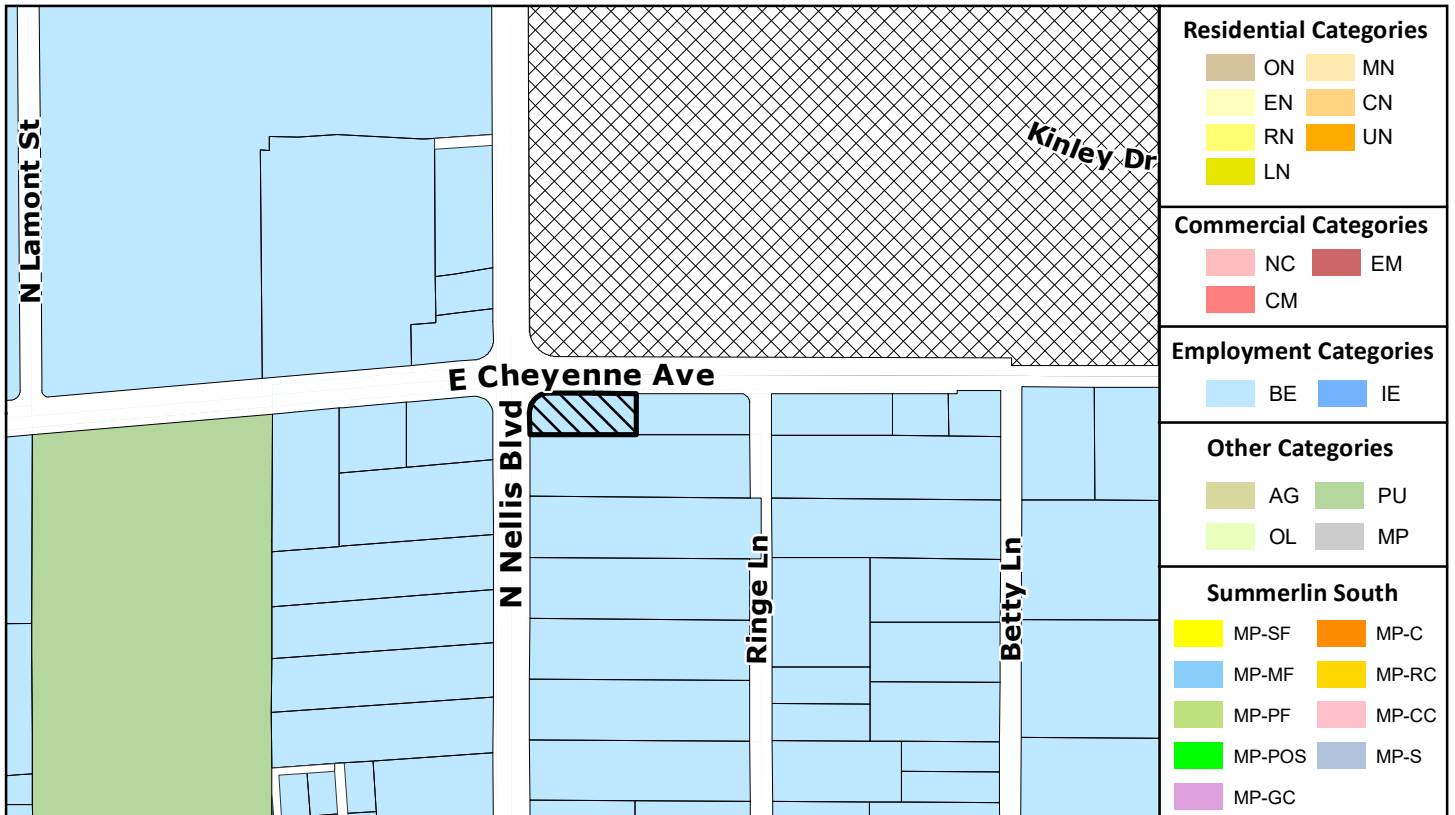 N Lamont St
Kinley Dr
E Cheyenne Ave
N Nellis Blvd
Ringe Ln
Betty Ln
Residential Categories
ON MN
EN CN
RN UN
LN
Commercial Categories
NC EM
CM
Employment Categories
BE IE
Other Categories
AG PU
OL MP
Summerlin South
MP-SF MP-C
MP-MF MP-RC
MP-PF MP-CC
MP-POS MP-S
MP-GC